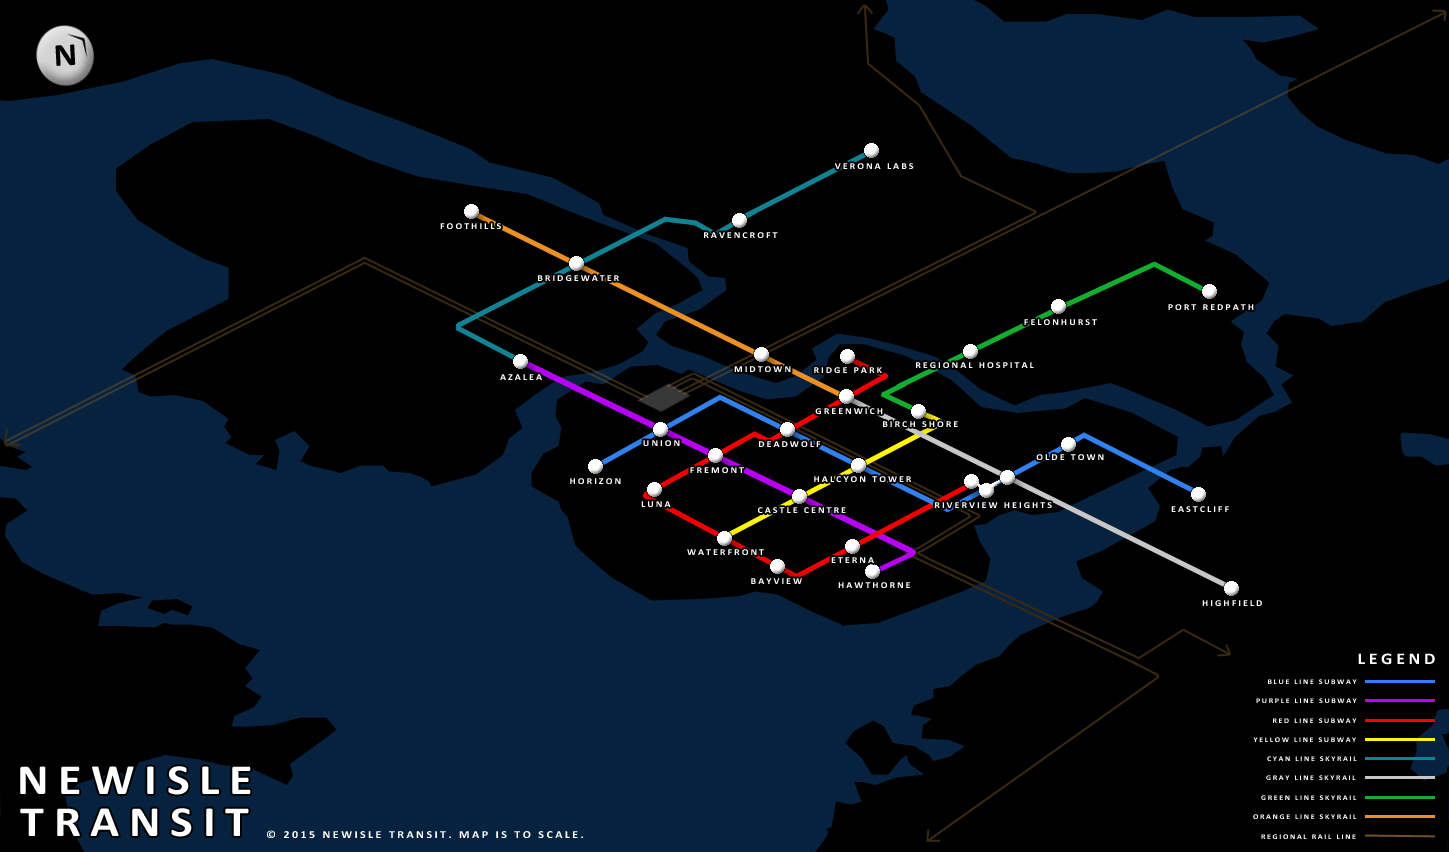 N
VERONA LABS
FOOTHILLS
RAVENCROFT
BRIDGEWATER
PORT REDPATH
FELONHURST
MIDTOWN
RIDGE PARK
REGIONAL HOSPITAL
AZALEA
GREENWICH
BIRCH SHORE
UNION
DEADWOLF
OLDE TOWN
FREMONT
HORIZON
HALCYON TOWER
LUNA
CASTLE CENTRE
RIVERVIEW HEIGHTS
EASTCLIFF
WATERFRONT
ETERNA
BAYVIEW
HAWTHORNE
HIGHFIELD
LEGEND
BLUE LINE SUBWAY
PURPLE LINE SUBWAY
RED LINE SUBWAY
YELLOW LINE SUBWAY
CYAN LINE SKYRAIL
GRAY LINE SKYRAIL
GREEN LINE SKYRAIL
ORANGE LINE SKYRAIL
REGIONAL RAIL LINE
NEWISLE
TRANSIT
© 2015 NEWISLE TRANSIT. MAP IS TO SCALE.